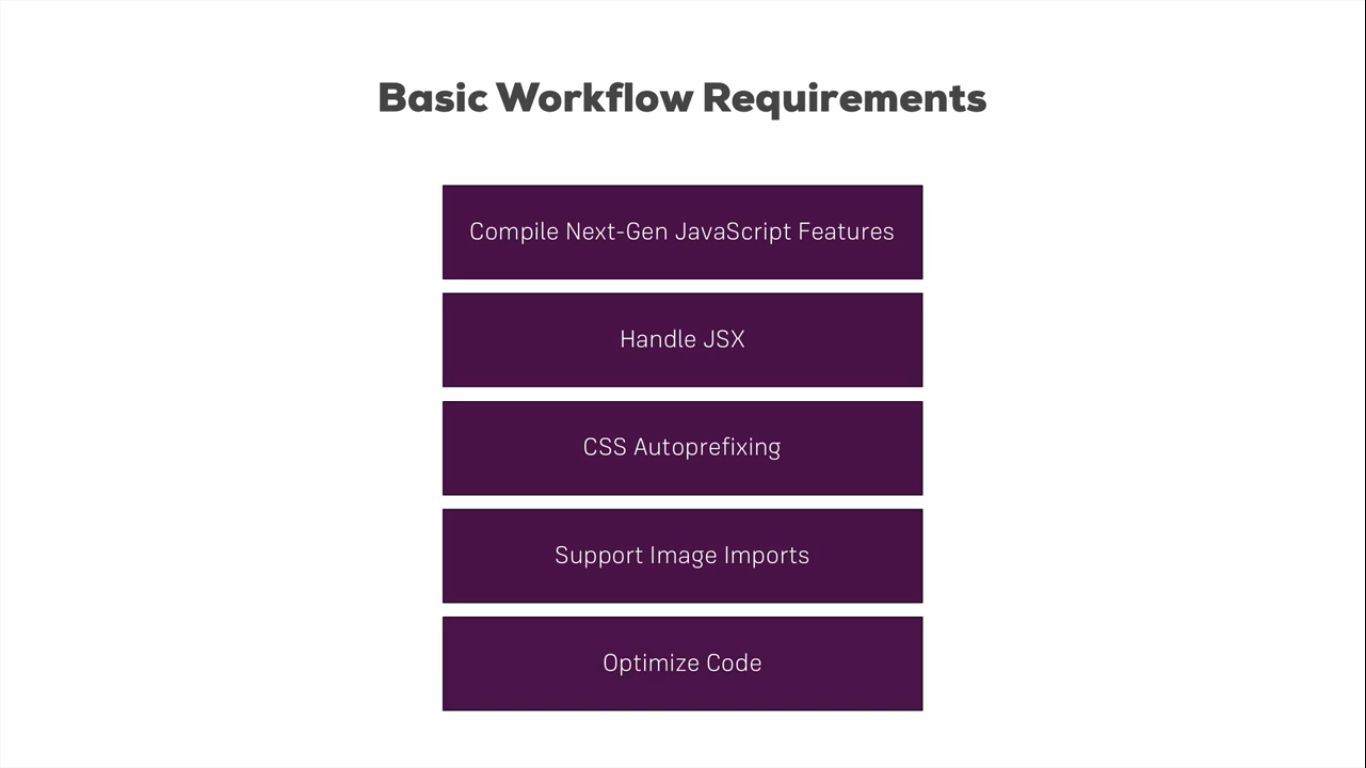 Basic Workflow Requirements
Compile Next-Gen JavaScript Features
Handle JSX
CSS Autoprefixing
Support Image Imports
Optimize Code